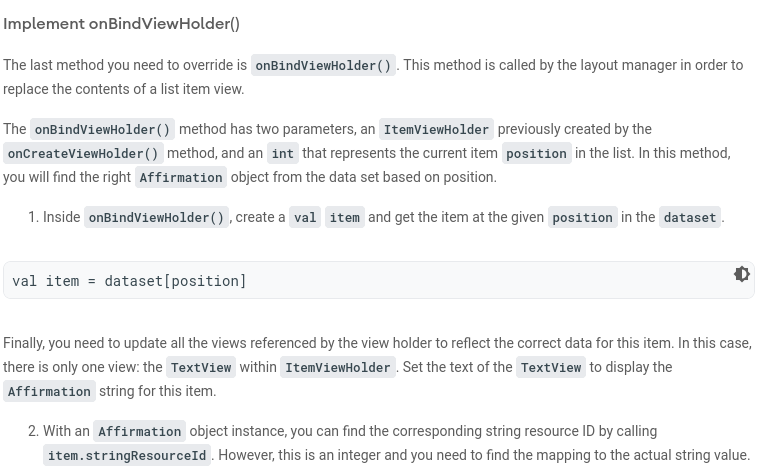 Implement onBindViewHolder()
The last method you need to override is onBindViewHolder(). This method is called by the layout manager in order to
replace the contents of a list item view.
The onBindViewHolder() method has two parameters, an ItemViewHolder previously created by the
onCreateViewHolder() method, and an int that represents the current item position in the list. In this method,
you will find the right Affirmation object from the data set based on position.
1. Inside onBindViewHolder(), create a val item and get the item at the given position in the dataset.
val item = dataset[position]
Finally, you need to update all the views referenced by the view holder to reflect the correct data for this item. In this case,
there is only one view: the TextView within ItemViewHolder. Set the text of the TextView to display the
Affirmation string for this item.
2. With an Affirmation object instance, you can find the corresponding string resource ID by calling
item.stringResourceId. However, this is an integer and you need to find the mapping to the actual string value.